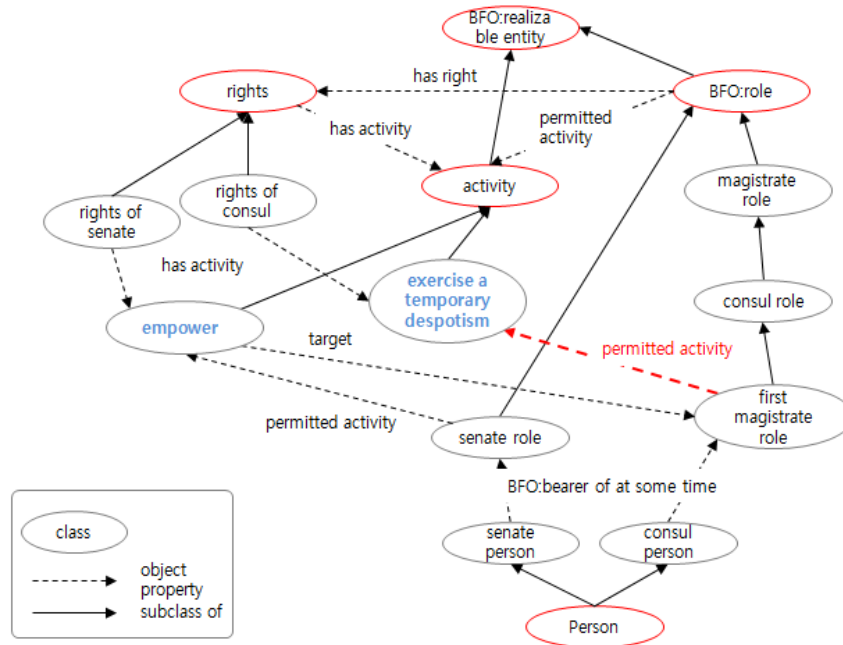 BFO:realiza
ble entity
has right
rights
BFO:role
permitted
activity
has activity
activity
magistrate
role
rights of
consul
rights of
senate
has activity
exercise a
temporary
despotism
consul role
empower
target
permitted activity
first
magistrate
role
permitted activity
senate role
BFO:bearer of at some time
senate
person
consul
person
class
object
property
subclass of
Person